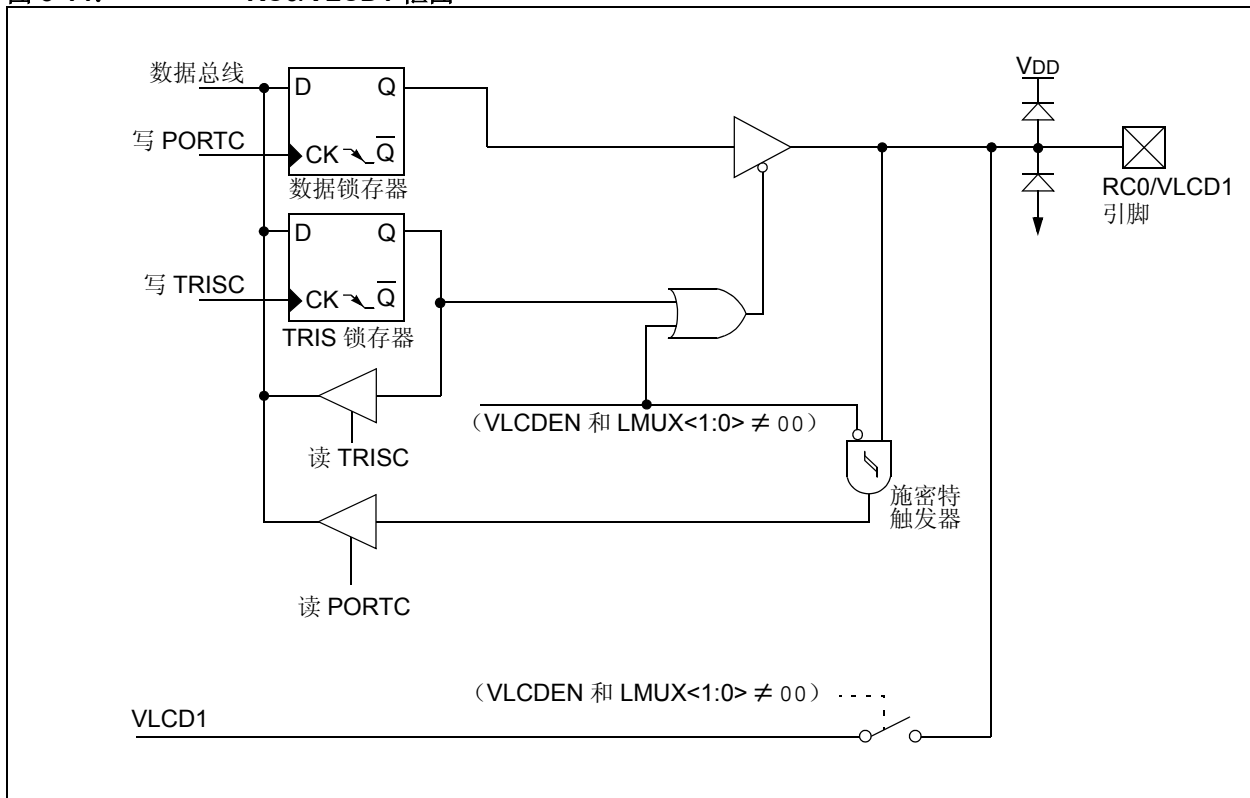 数据总线
D Q
写 PORTC
CK Q
数据锁存器
D Q
写 TRISC
CK Q
TRIS 锁存器
读 TRISC
(VLCDEN 和 LMUX<1:0> ≠ 00)
施密特
触发器
读 PORTC
VDD
RC0/VLCD1
引脚
(VLCDEN 和 LMUX<1:0> ≠ 00)
VLCD1